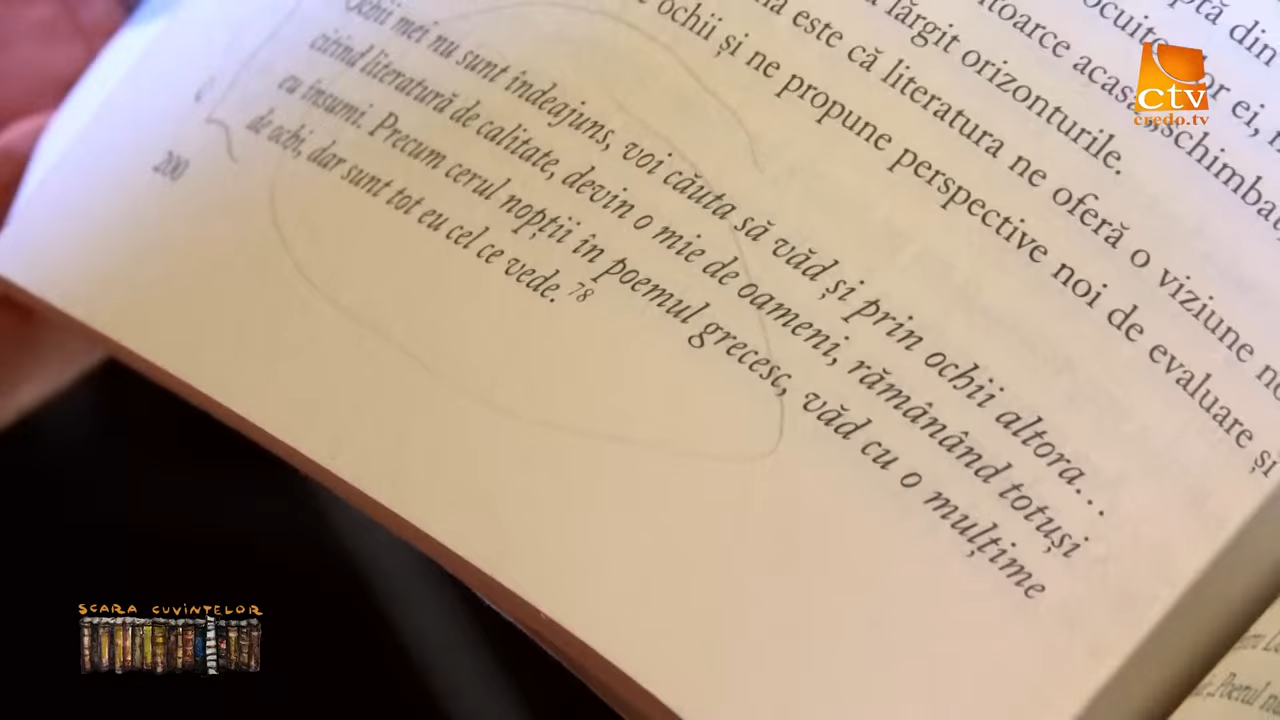 ptă din
ocuitorilor ei,
toarce acasă „schimba
lărgit orizonturile.
este că literatura ne oferă o viziune
ochii și ne propune perspective noi de evaluare și
Ochii mei nu sunt îndeajuns, voi căuta să văd și prin ochii altora...
citind literatură de calitate, devin o mie de oameni, rămânând totuși
eu însumi. Precum cerul nopții în poemul grecesc, văd cu o mulțime
de ochi, dar sunt tot eu cel ce vede.78
200
ctv
credo.tv
SCARA CUVINTELOR